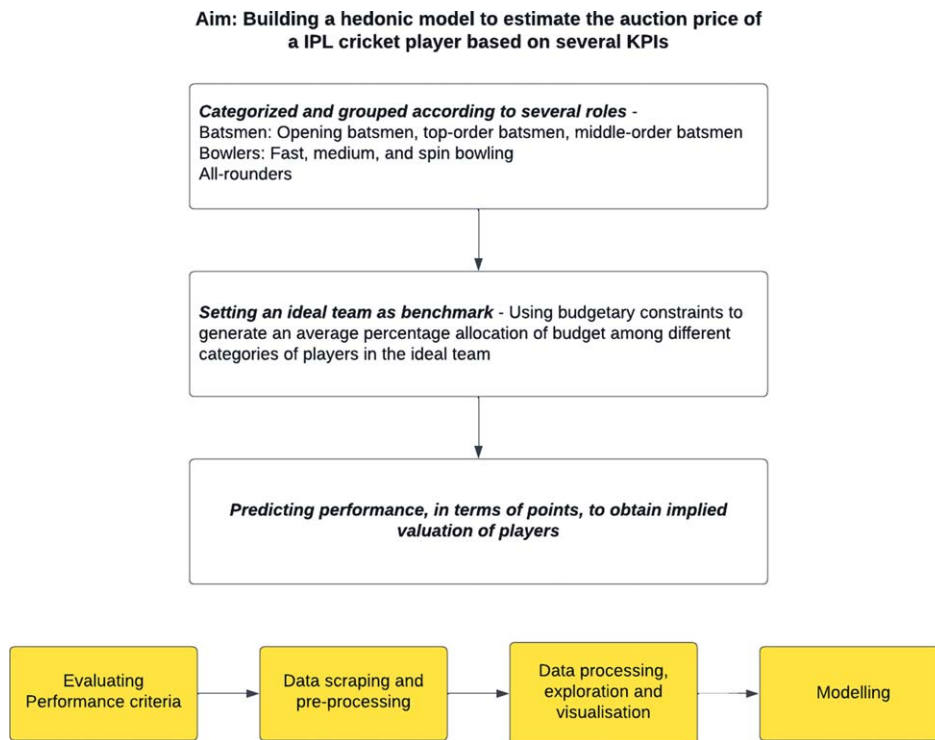 Aim: Building a hedonic model to estimate the auction price of
a IPL cricket player based on several KPIs
Categorized and grouped according to several roles -
Batsmen: Opening batsmen, top-order batsmen, middle-order batsmen
Bowlers: Fast, medium, and spin bowling
All-rounders
Setting an ideal team as benchmark - Using budgetary constraints to
generate an average percentage allocation of budget among different
categories of players in the ideal team
Predicting performance, in terms of points, to obtain implied
valuation of players
Evaluating
Performance criteria
Data scraping and
pre-processing
Data processing,
exploration and
visualisation
Modelling